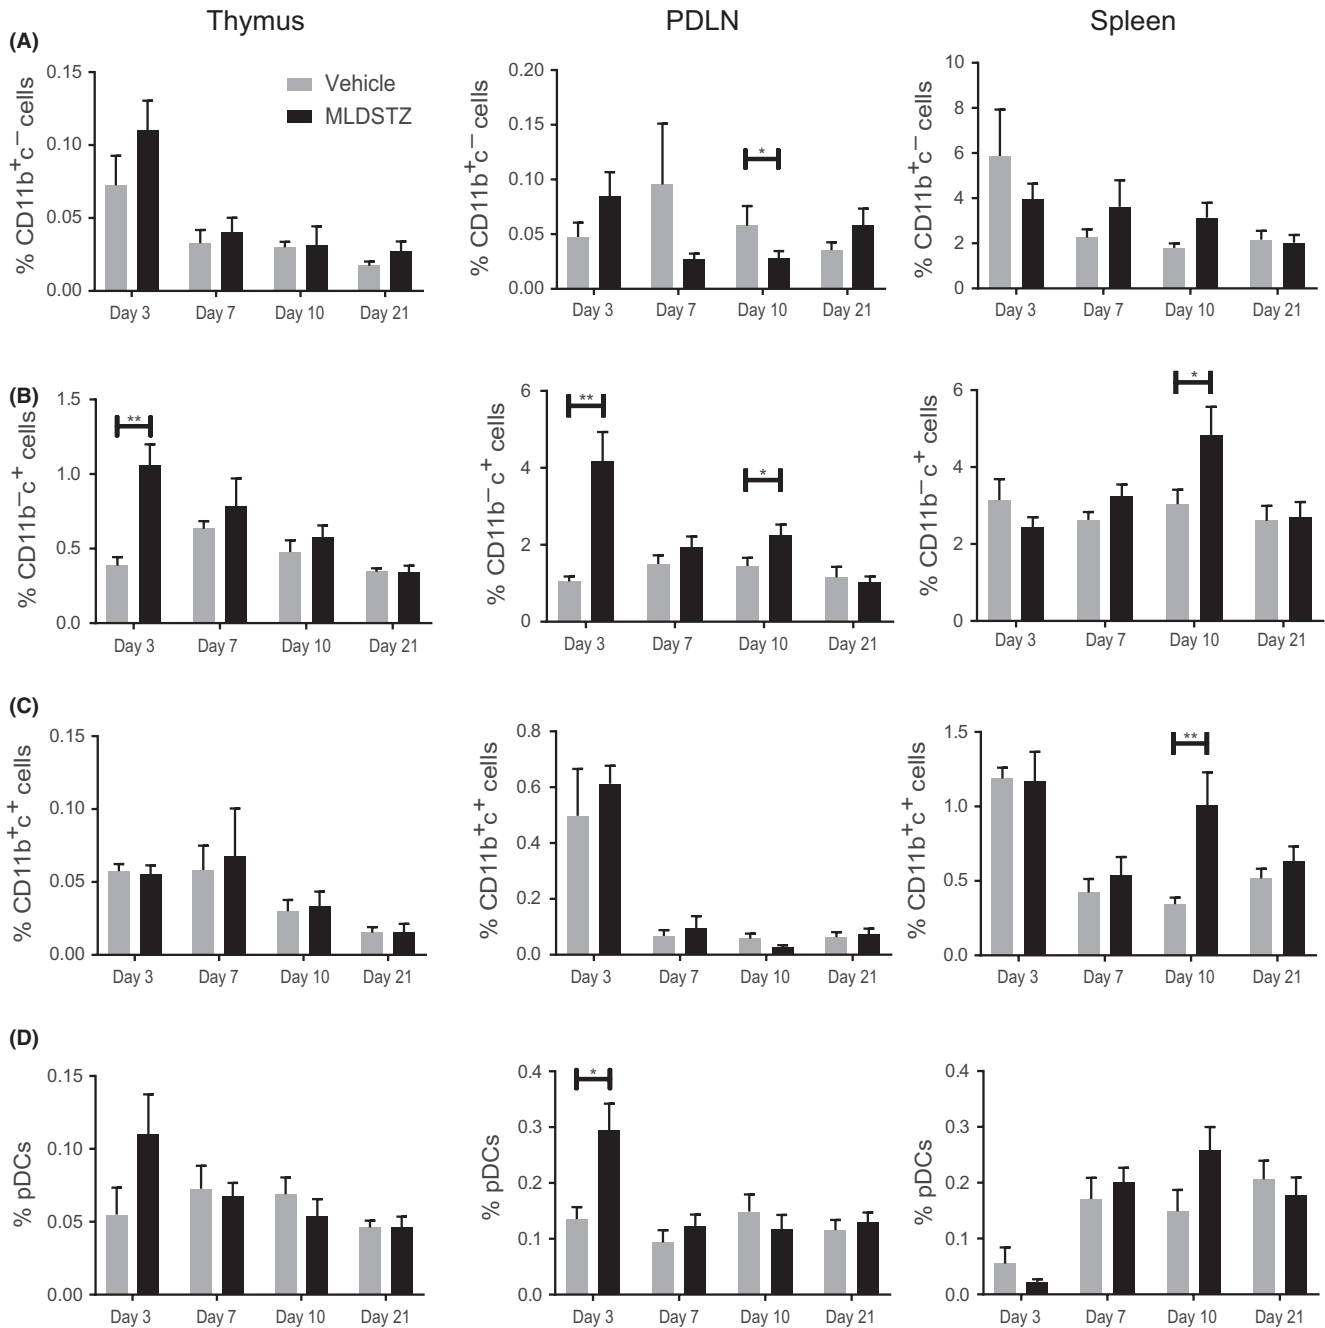 Thymus PDLN Spleen
(A)
% CD11b⁺c⁻ cells
0.15
0.10
0.05
0.00
Day 3 Day 7 Day 10 Day 21
Vehicle
MLDSTZ
% CD11b⁺c⁻ cells
0.20
0.15
0.10
0.05
0.00
*
Day 3 Day 7 Day 10 Day 21
% CD11b⁺c⁻ cells
10
8
6
4
2
0
Day 3 Day 7 Day 10 Day 21
(B)
% CD11b⁻c⁺ cells
1.5
1.0
0.5
0.0
**
Day 3 Day 7 Day 10 Day 21
% CD11b⁻ c⁺ cells
6
4
2
0
**
*
Day 3 Day 7 Day 10 Day 21
% CD11b⁻ c⁺ cells
6
4
2
0
*
Day 3 Day 7 Day 10 Day 21
(C)
% CD11b⁺c⁺ cells
0.15
0.10
0.05
0.00
Day 3 Day 7 Day 10 Day 21
% CD11b⁺c⁺ cells
0.8
0.6
0.4
0.2
0.0
Day 3 Day 7 Day 10 Day 21
% CD11b⁺c⁺ cells
1.5
1.0
0.5
0.0
**
Day 3 Day 7 Day 10 Day 21
(D)
% pDCs
0.15
0.10
0.05
0.00
Day 3 Day 7 Day 10 Day 21
% pDCs
0.4
0.3
0.2
0.1
0.0
*
Day 3 Day 7 Day 10 Day 21
% pDCs
0.4
0.3
0.2
0.1
0.0
Day 3 Day 7 Day 10 Day 21